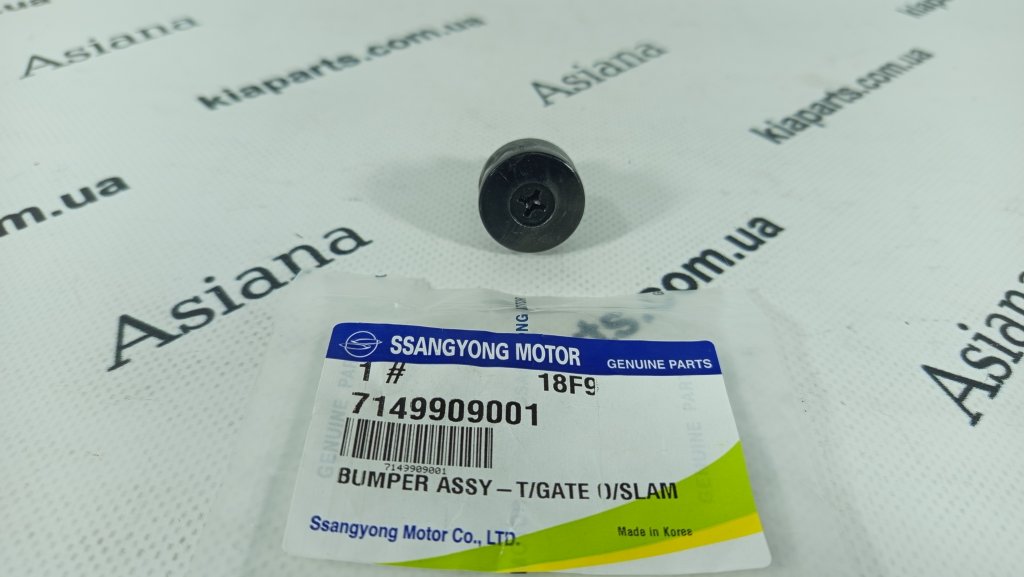 Asiana
kiaparts.com.ua
Asiana
kiaparts.com.ua
.ua
Asiana
.com.ua
Asiana
SSANGYONG MOTOR GENUINE PARTS
1 # 18F9
7149909001
7149909001
BUMPER ASSY – T/GATE O/SLAM
Ssangyong Motor Co., LTD.
Made in Korea